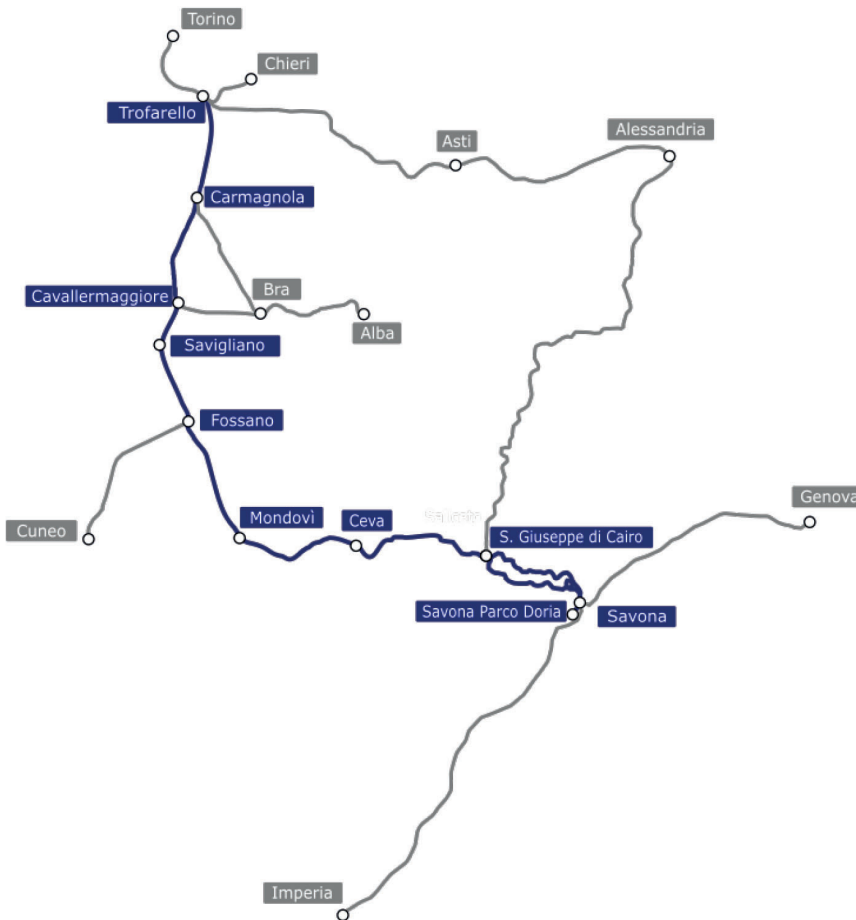 Torino
Chieri
Trofarello
Asti
Alessandria
Carmagnola
Cavallermaggiore
Bra
Alba
Savigliano
Fossano
Cuneo
Mondovì
Ceva
S. Giuseppe di Cairo
Genova
Savona Parco Doria
Savona
Imperia